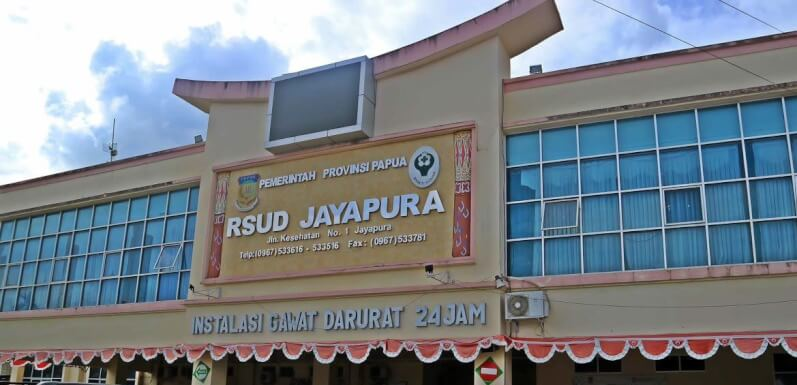 PEMERINTAH PROVINSI PAPUA
RSUD JAYAPURA
Jln. Kesehatan No. 1 Jayapura
Telp:(0967)533616 - 533516 Fax: (0967)533781
INSTALASI GAWAT DARURAT 24 JAM